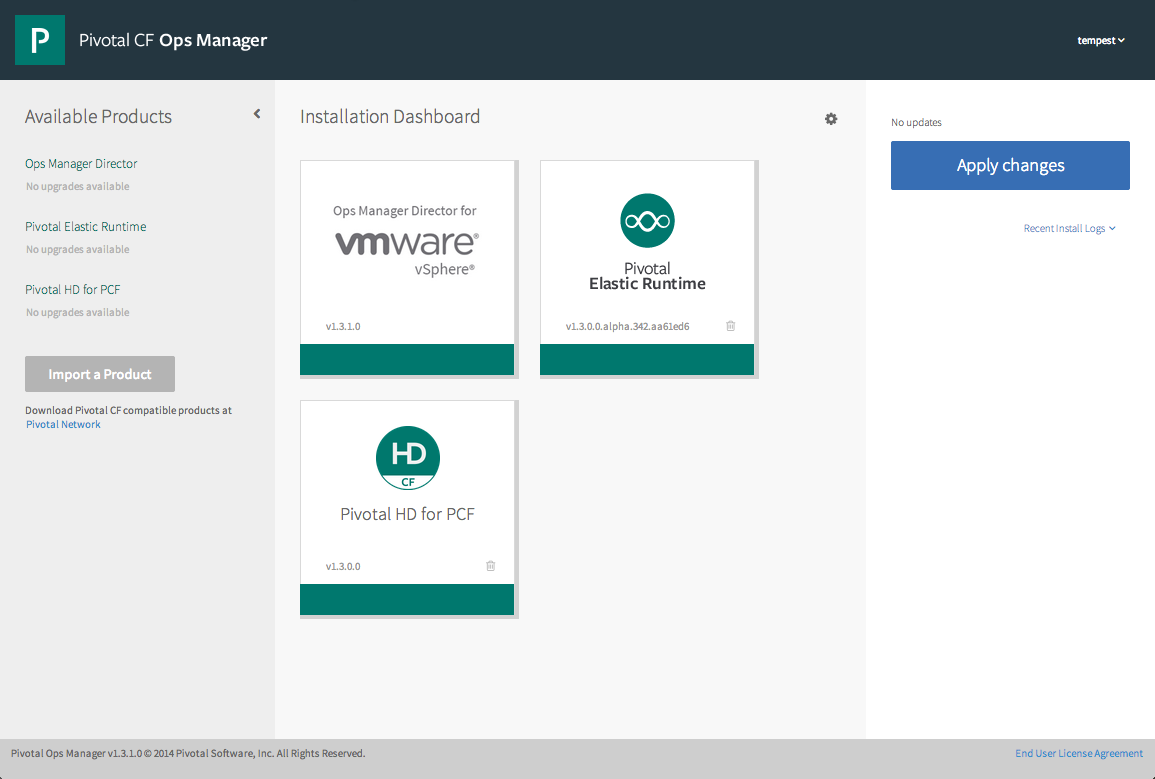 P
Pivotal CF Ops Manager
tempest
Available Products
Ops Manager Director
No upgrades available
Pivotal Elastic Runtime
No upgrades available
Pivotal HD for PCF
No upgrades available
Import a Product
Download Pivotal CF compatible products at
Pivotal Network
Installation Dashboard
Ops Manager Director for
vmware®
vSphere®
v1.3.1.0
Pivotal
Elastic Runtime
v1.3.0.0.alpha.342.aa61ed6
HD
CF
Pivotal HD for PCF
v1.3.0.0
No updates
Apply changes
Recent Install Logs
Pivotal Ops Manager v1.3.1.0 © 2014 Pivotal Software, Inc. All Rights Reserved.
End User License Agreement